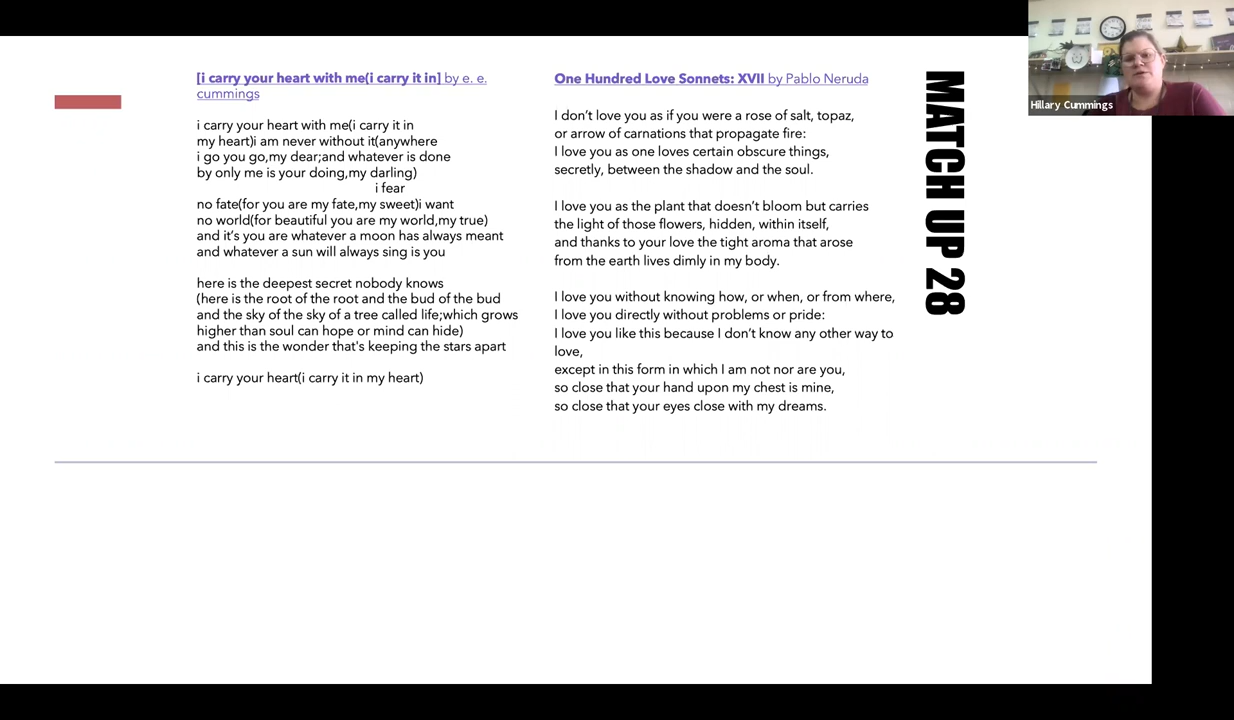 [i carry your heart with me(i carry it in] by e. e.
cummings
i carry your heart with me(i carry it in
my heart)i am never without it(anywhere
i go you go,my dear;and whatever is done
by only me is your doing,my darling)
i fear
no fate(for you are my fate,my sweet)i want
no world(for beautiful you are my world,my true)
and it’s you are whatever a moon has always meant
and whatever a sun will always sing is you
here is the deepest secret nobody knows
(here is the root of the root and the bud of the bud
and the sky of the sky of a tree called life;which grows
higher than soul can hope or mind can hide)
and this is the wonder that's keeping the stars apart
i carry your heart(i carry it in my heart)
One Hundred Love Sonnets: XVII by Pablo Neruda
I don’t love you as if you were a rose of salt, topaz,
or arrow of carnations that propagate fire:
I love you as one loves certain obscure things,
secretly, between the shadow and the soul.
I love you as the plant that doesn’t bloom but carries
the light of those flowers, hidden, within itself,
and thanks to your love the tight aroma that arose
from the earth lives dimly in my body.
I love you without knowing how, or when, or from where,
I love you directly without problems or pride:
I love you like this because I don’t know any other way to
love,
except in this form in which I am not nor are you,
so close that your hand upon my chest is mine,
so close that your eyes close with my dreams.
MATCH UP 28
Hillary Cummings